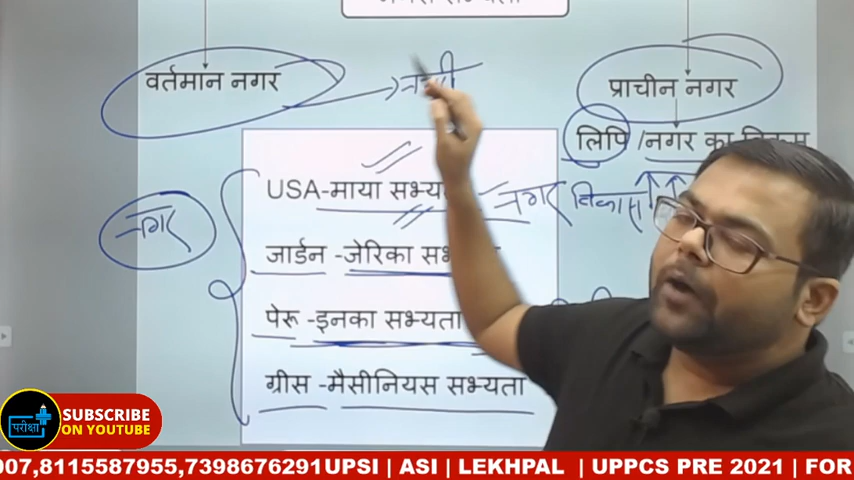 वर्तमान नगर
प्राचीन नगर
लिपि /नगर का विकास
USA-माया सभ्य
नगर विकास
नगर
जार्डन -जेरिका स
पेरू -इनका सभ्यता
ग्रीस -मैसीनियस सभ्यता
परीक्षा
SUBSCRIBE
ON YOUTUBE
007,8115587955,7398676291UPSI | ASI | LEKHPAL | UPPCS PRE 2021 | FOR